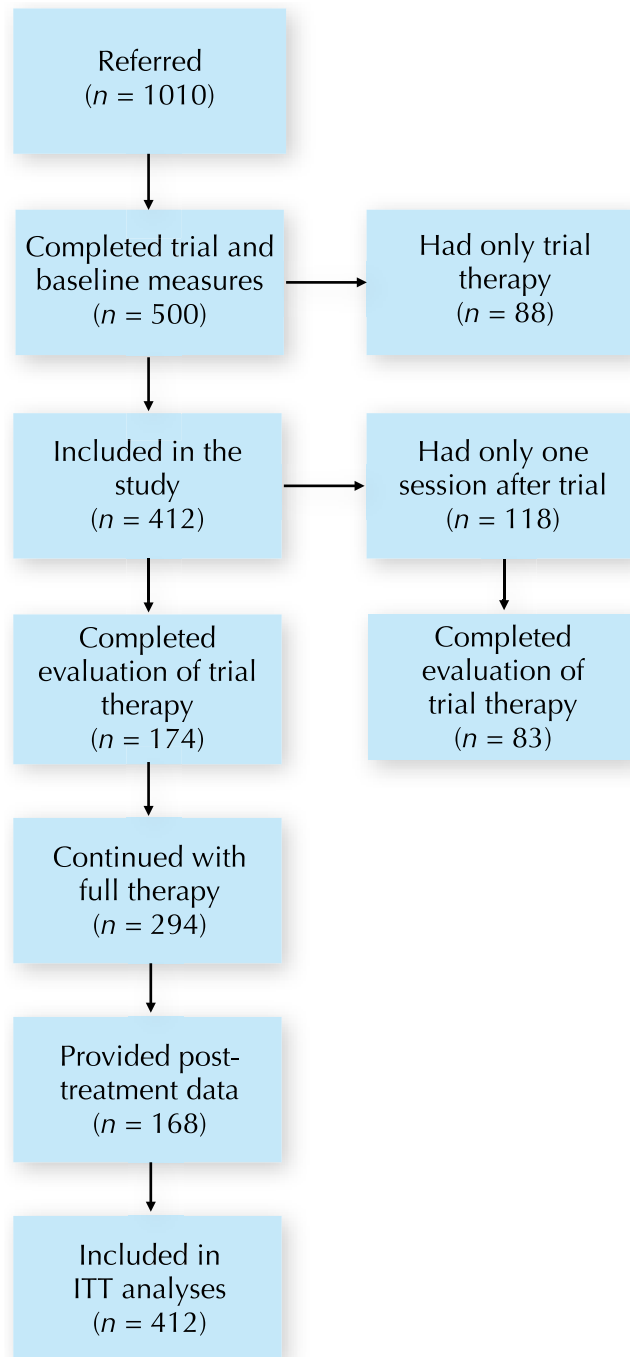 Referred
(n = 1010)
Completed trial and
baseline measures
(n = 500)
Had only trial
therapy
(n = 88)
Included in the
study
(n = 412)
Had only one
session after trial
(n = 118)
Completed
evaluation of trial
therapy
(n = 174)
Completed
evaluation of
trial therapy
(n = 83)
Continued with
full therapy
(n = 294)
Provided post-
treatment data
(n = 168)
Included in
ITT analyses
(n = 412)